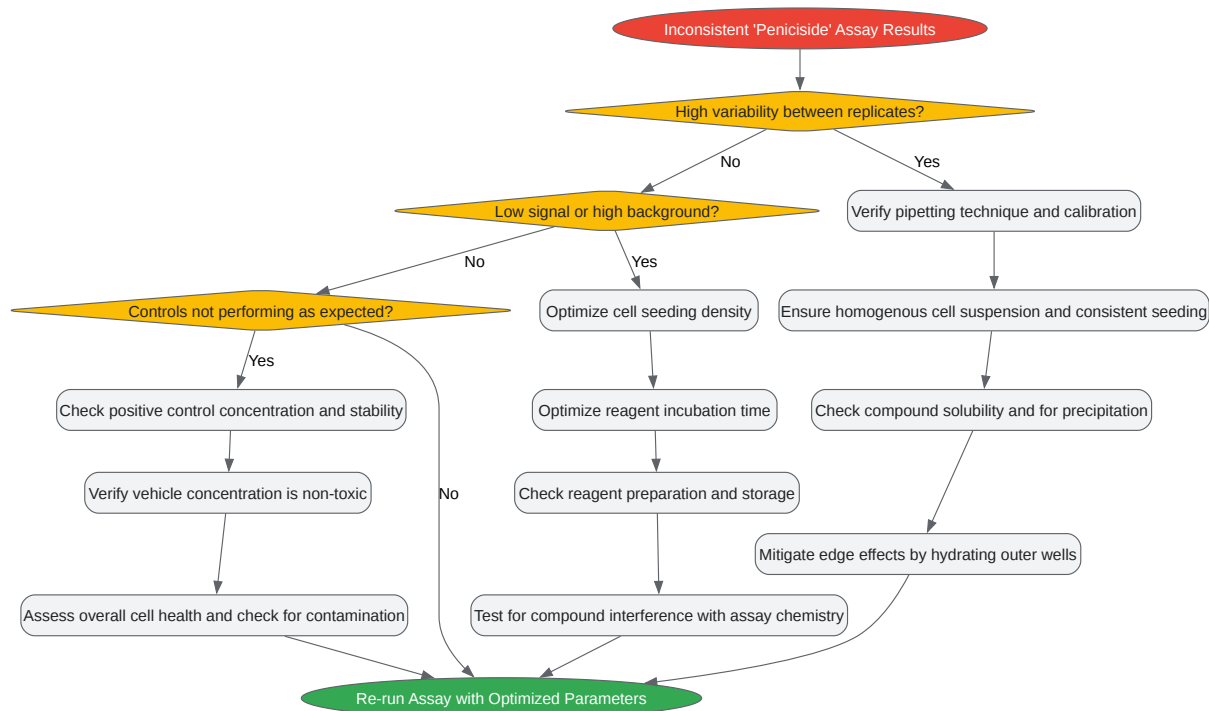 Inconsistent 'Peniciside' Assay Results
High variability between replicates?
No
Yes
Low signal or high background?
Verify pipetting technique and calibration
No
Yes
Controls not performing as expected?
Optimize cell seeding density
Ensure homogenous cell suspension and consistent seeding
Yes
Check positive control concentration and stability
Optimize reagent incubation time
Check compound solubility and for precipitation
Verify vehicle concentration is non-toxic
No
Check reagent preparation and storage
Mitigate edge effects by hydrating outer wells
Assess overall cell health and check for contamination
Test for compound interference with assay chemistry
Re-run Assay with Optimized Parameters